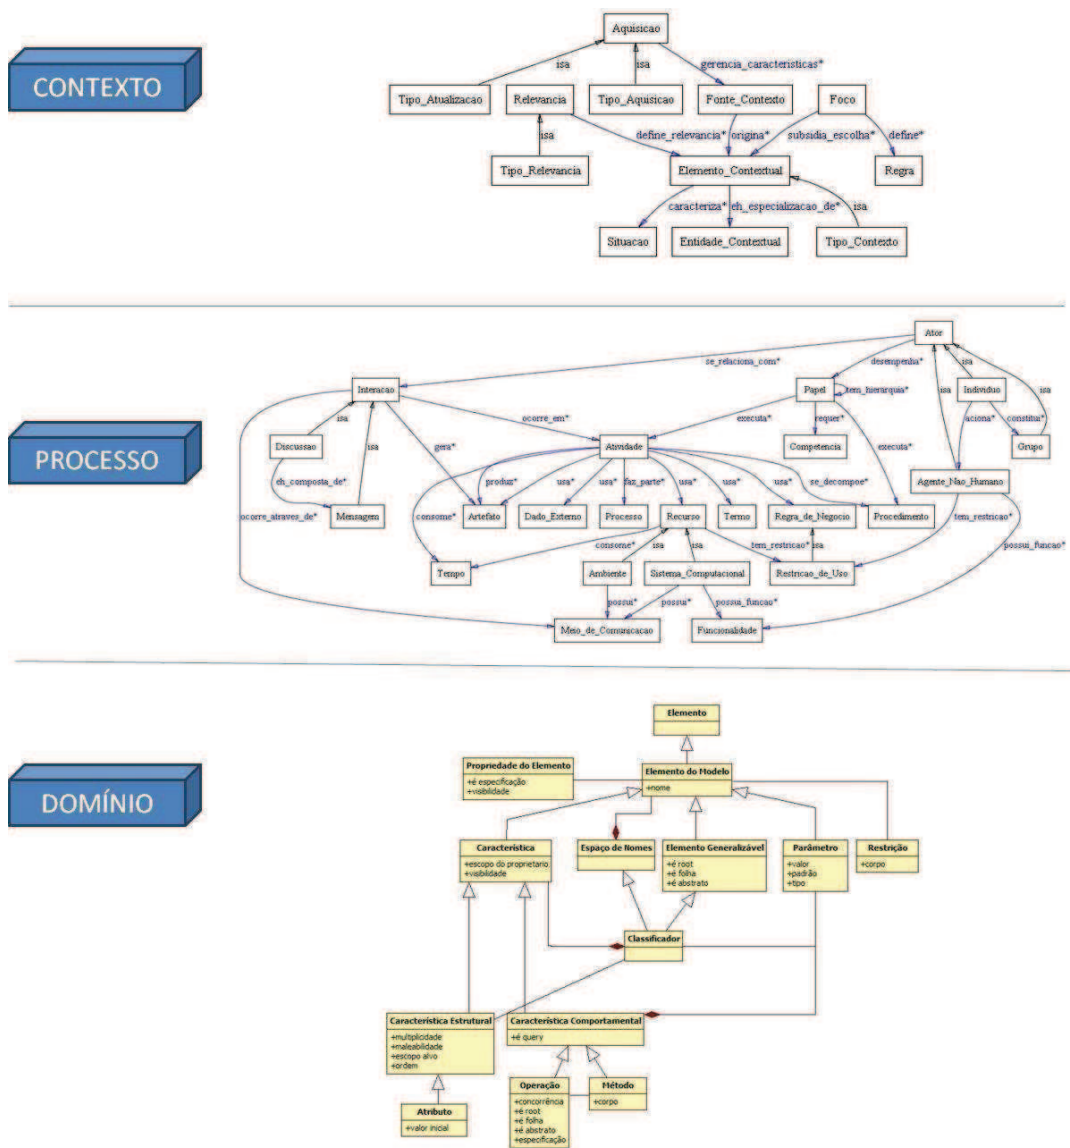 CONTEXTO
Aquisicao
isa
isa
gerencia_caracteristicas*
Tipo_Atualizacao
Relevancia
Tipo_Aquisicao
Fonte_Contexto
Foco
isa
define_relevancia*
origina*
subsidia_escolha*
define*
Tipo_Relevancia
Elemento_Contextual
Regra
caracteriza*
eh_especializacao_de*
isa
Situacao
Entidade_Contextual
Tipo_Contexto
PROCESSO
Ator
se_relaciona_com*
desempenha*
isa
Interacao
Papel
tem_hierarquia*
isa
Individuo
isa
isa
ocorre_em*
executa*
requer*
aciona*
constitui*
Discussao
isa
gera*
Atividade
Competencia
executa*
Grupo
eh_composta_de*
produz*
usa*
usa*
faz_parte*
usa*
usa*
usa*
se_decompoe*
Agente_Nao_Humano
ocorre_atraves_de*
Mensagem
consome*
Artefato
Dado_Externo
Processo
Recurso
Termo
Regra_de_Negocio
Procedimento
tem_restricao*
consome*
isa
isa
tem_restricao*
isa
possui_funcao*
Tempo
Ambiente
Sistema_Computacional
Restricao_de_Uso
possui*
possui*
possui_funcao*
Meio_de_Comunicacao
Funcionalidade
DOMÍNIO
Elemento
Propriedade do Elemento
+é especificação
+visibilidade
Elemento do Modelo
+nome
Característica
+escopo do proprietario
+visibilidade
Espaço de Nomes
Elemento Generalizável
+é root
+é folha
+é abstrato
Parâmetro
+valor
+padrão
+tipo
Restrição
+corpo
Classificador
Característica Estrutural
+multiplicidade
+maleabilidade
+escopo alvo
+ordem
Característica Comportamental
+é query
Atributo
+valor inicial
Operação
+concorrência
+é root
+é folha
+é abstrato
+especificação
Método
+corpo